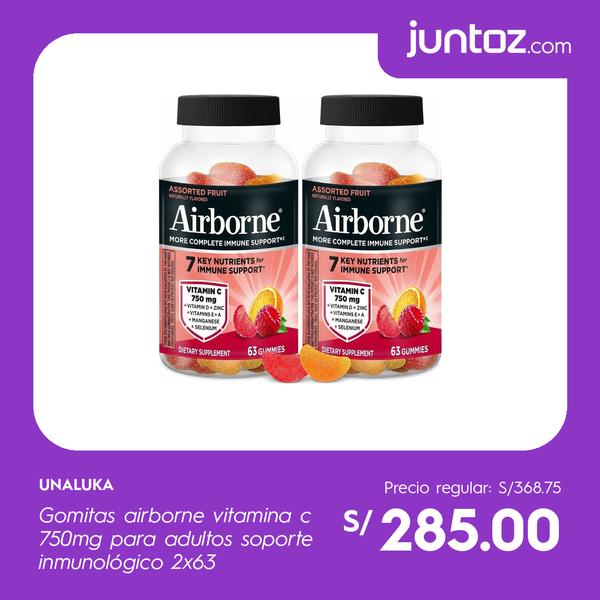 juntoz.com
ASSORTED FRUIT
NATURALLY FLAVORED
Airborne®
MORE COMPLETE IMMUNE SUPPORT*‡
7 KEY NUTRIENTS for
IMMUNE SUPPORT*
VITAMIN C
750 mg
• VITAMIN D • ZINC
• VITAMINS E + A
• MANGANESE
• SELENIUM
DIETARY SUPPLEMENT 63 GUMMIES
ASSORTED FRUIT
NATURALLY FLAVORED
Airborne®
MORE COMPLETE IMMUNE SUPPORT*‡
7 KEY NUTRIENTS for
IMMUNE SUPPORT*
VITAMIN C
750 mg
• VITAMIN D • ZINC
• VITAMINS E + A
• MANGANESE
• SELENIUM
DIETARY SUPPLEMENT 63 GUMMIES
UNALUKA
Gomitas airborne vitamina c
750mg para adultos soporte
inmunológico 2x63
Precio regular: S/368.75
S/ 285.00